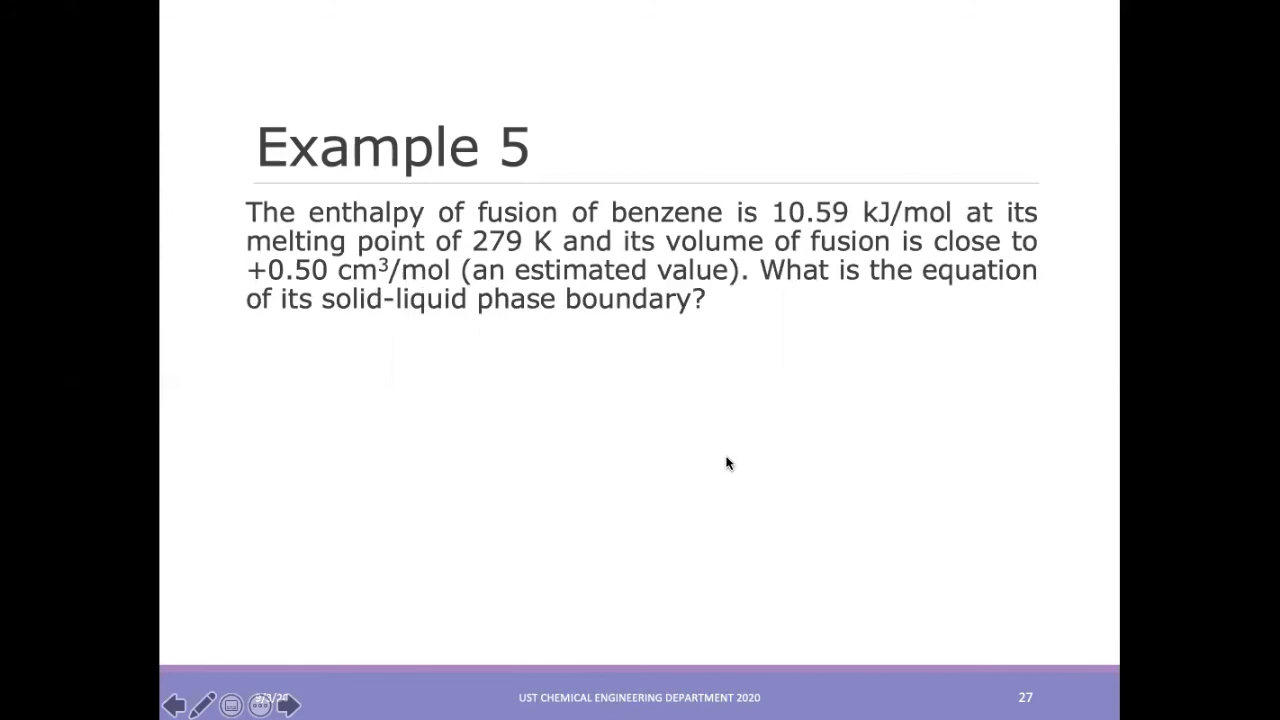 Example 5
The enthalpy of fusion of benzene is 10.59 kJ/mol at its
melting point of 279 K and its volume of fusion is close to
+0.50 cm³/mol (an estimated value). What is the equation
of its solid-liquid phase boundary?
UST CHEMICAL ENGINEERING DEPARTMENT 2020
27